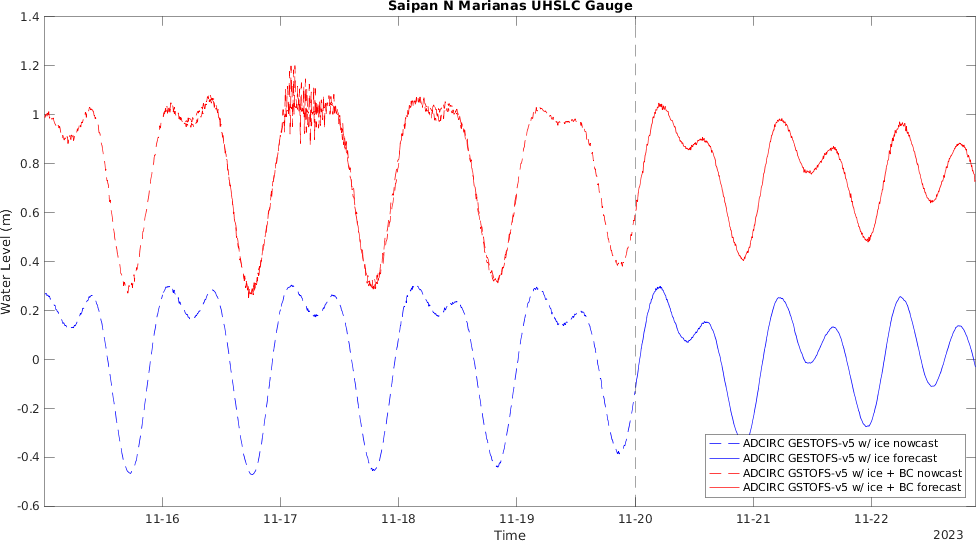 Saipan N Marianas UHSLC Gauge
1.4
1.2
1
0.8
0.6
0.4
0.2
0
-0.2
-0.4
-0.6
Water Level (m)
ADCIRC GESTOFS-v5 w/ ice nowcast
ADCIRC GESTOFS-v5 w/ ice forecast
ADCIRC GSTOFS-v5 w/ ice + BC nowcast
ADCIRC GSTOFS-v5 w/ ice + BC forecast
11-16 11-17 11-18 11-19 11-20 11-21 11-22
Time
2023